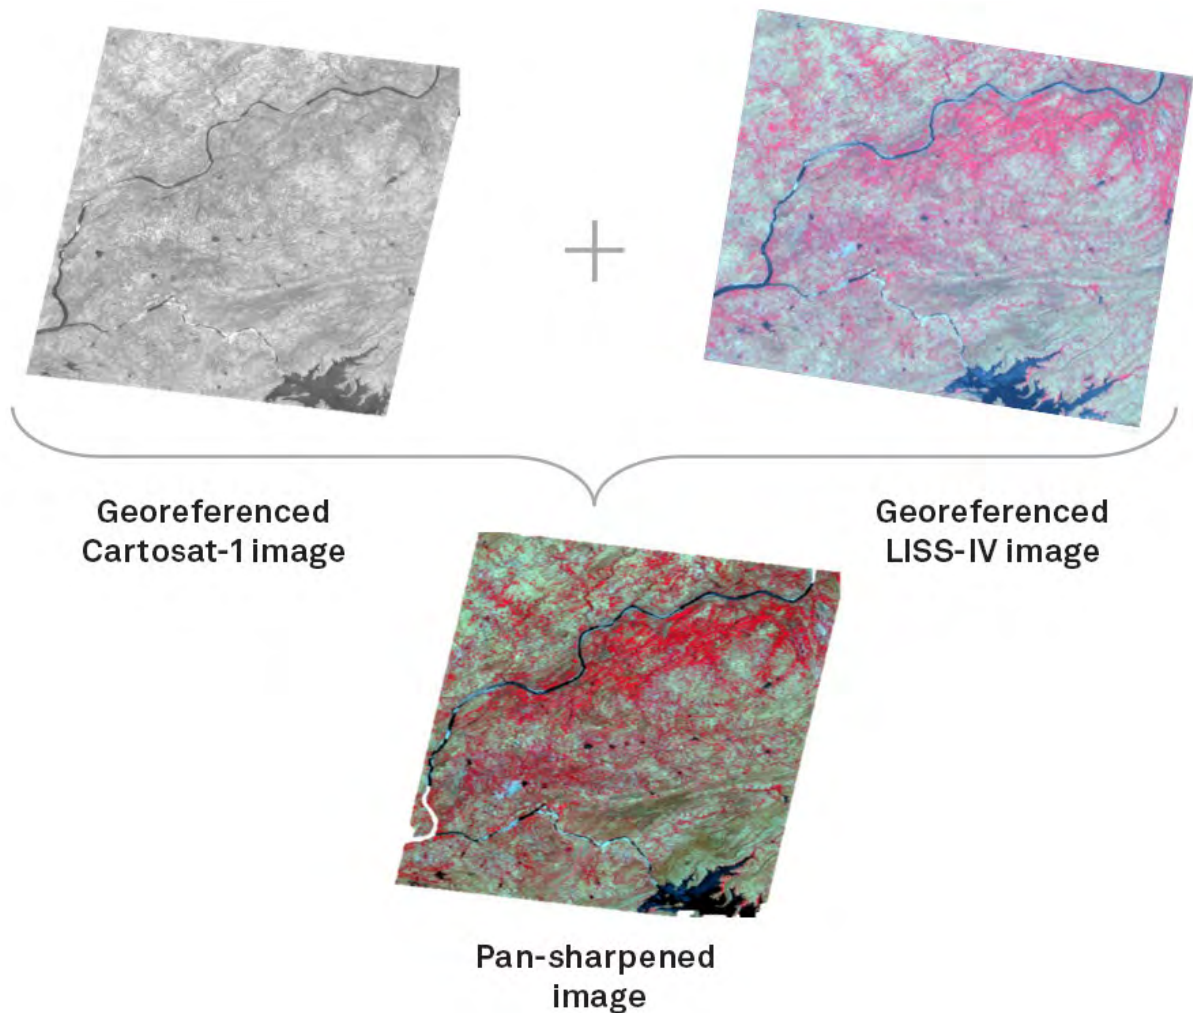 Georeferenced
Cartosat-1 image
Georeferenced
LISS-IV image
Pan-sharpened
image